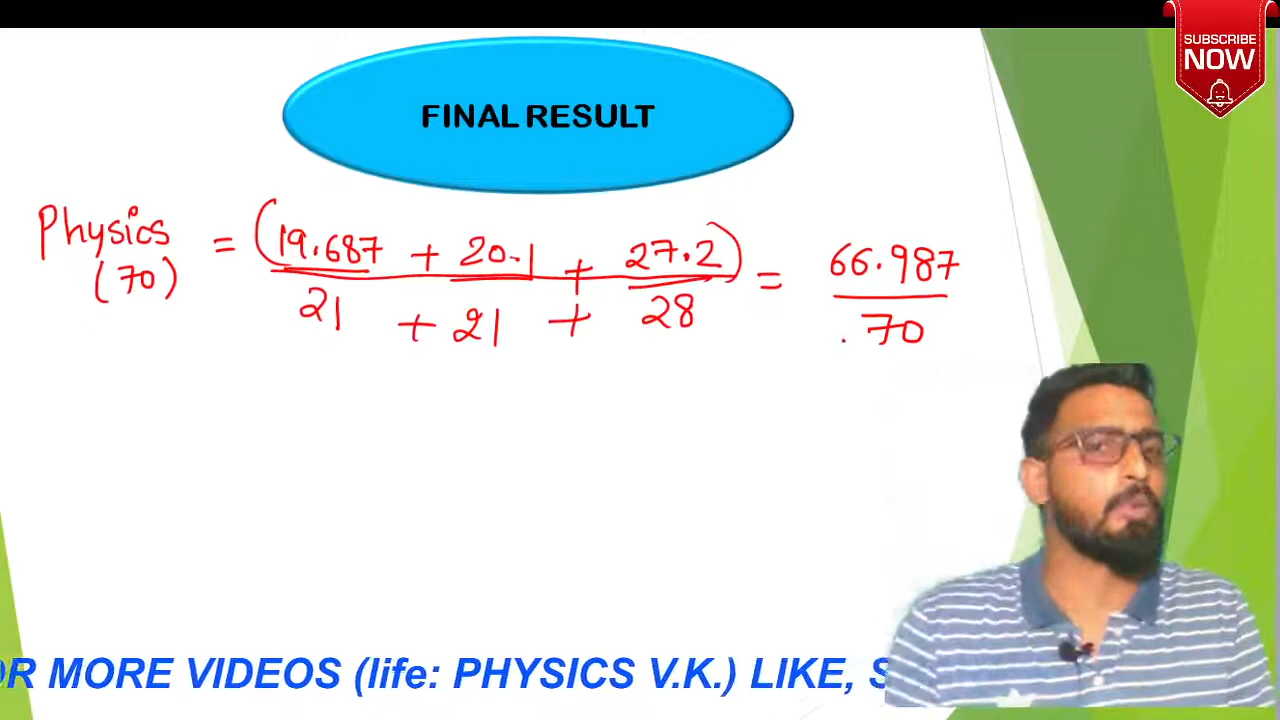 SUBSCRIBE
NOW
FINAL RESULT
Physics = (19.687 + 20.1 + 27.2) = 66.987
(70) 21 + 21 + 28 .70
OR MORE VIDEOS (life: PHYSICS V.K.) LIKE, S